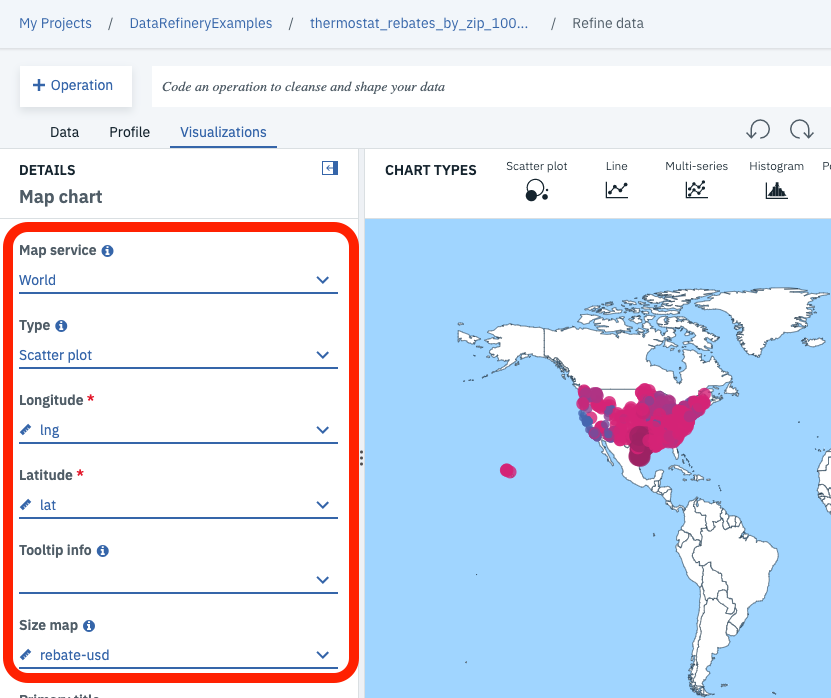 My Projects / DataRefineryExamples / thermostat_rebates_by_zip_100... / Refine data
+ Operation
Code an operation to cleanse and shape your data
Data Profile Visualizations
DETAILS
Map chart
CHART TYPES
Scatter plot Line Multi-series Histogram
Map service
World
Type
Scatter plot
Longitude *
lng
Latitude *
lat
Tooltip info
Size map
rebate-usd
Primary title